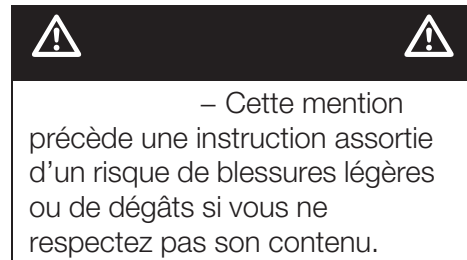 – Cette mention
précède une instruction assortie
d'un risque de blessures légères
ou de dégâts si vous ne
respectez pas son contenu.